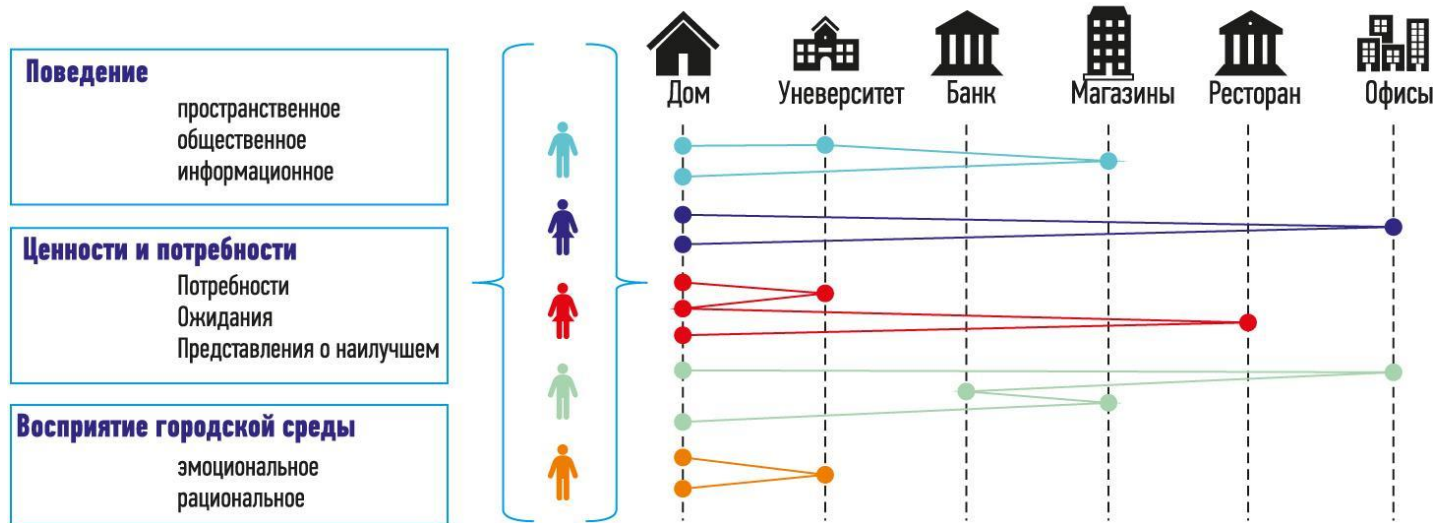 Поведение
пространственное
общественное
информационное
Ценности и потребности
Потребности
Ожидания
Представления о наилучшем
Восприятие городской среды
эмоциональное
рациональное
Дом
Уневерситет
Банк
Магазины
Ресторан
Офисы